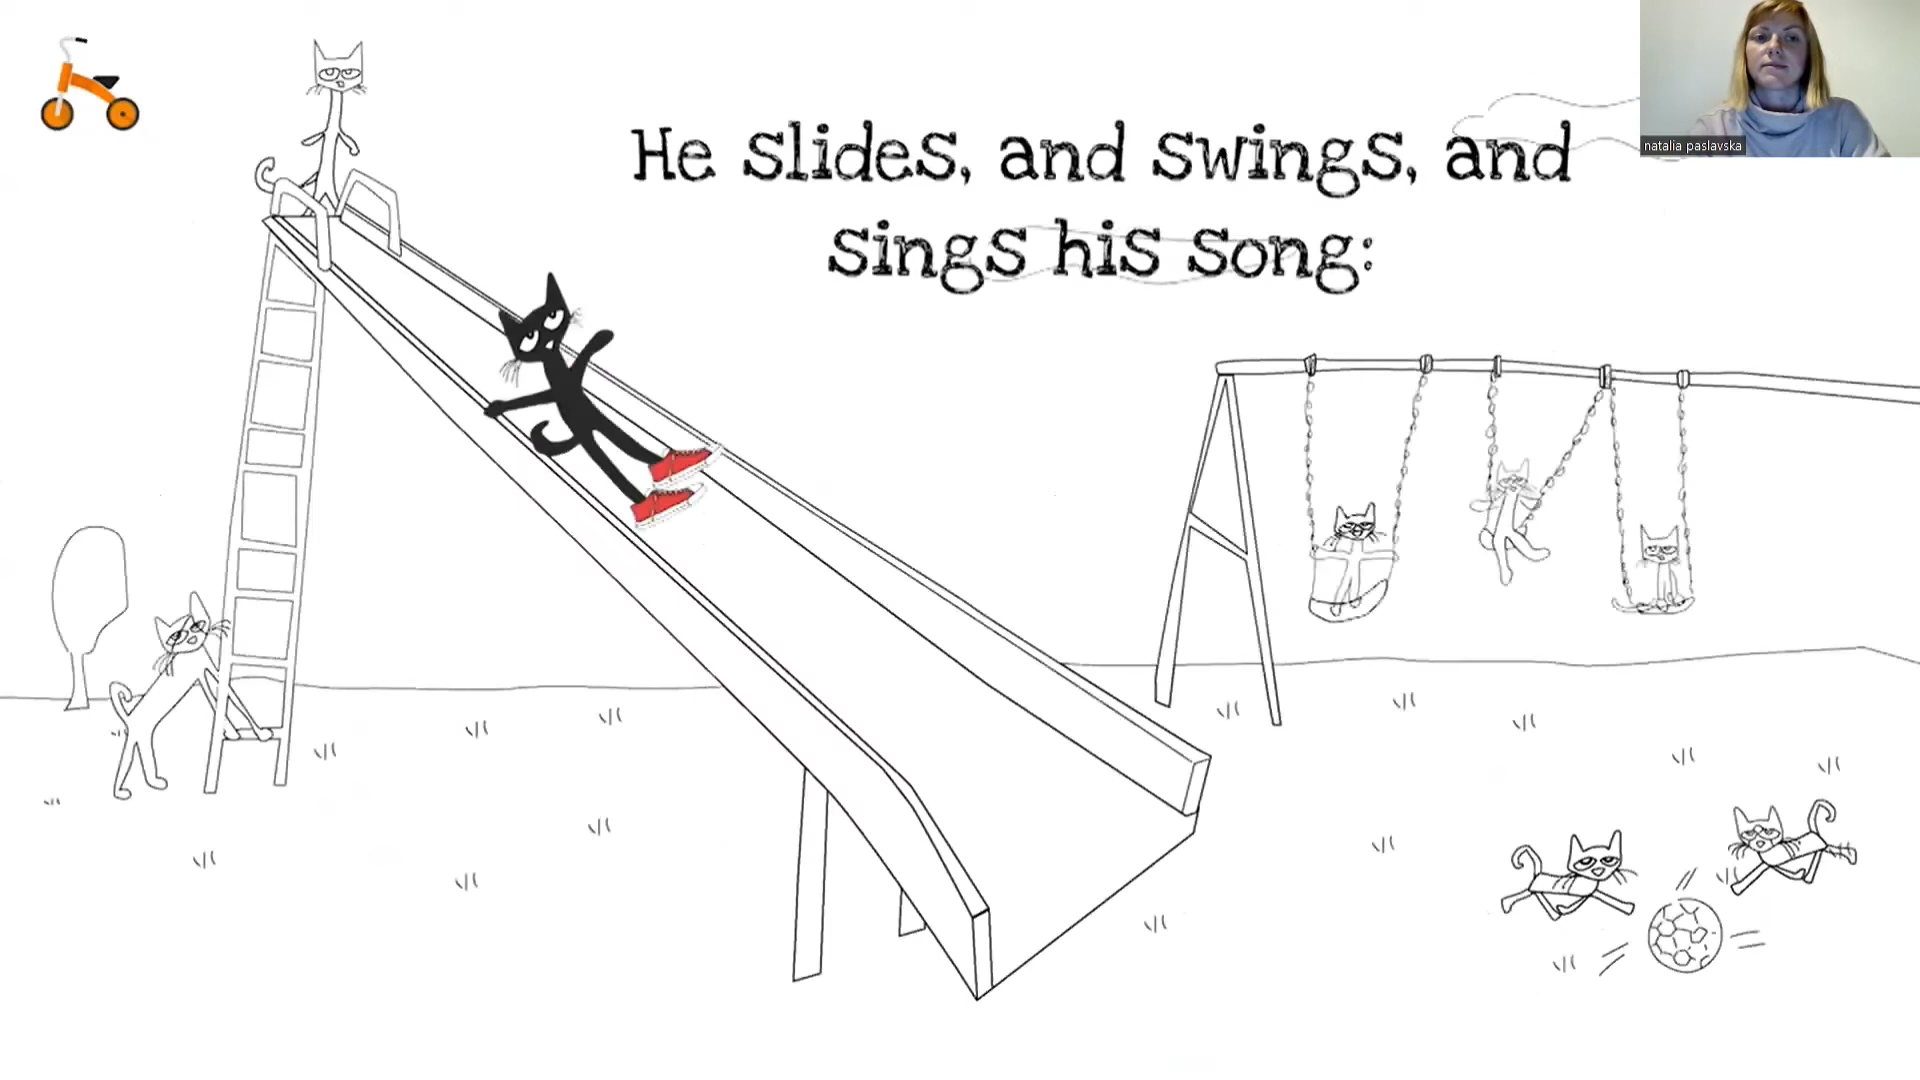 He slides, and swings, and
sings his song:
natalia paslavska